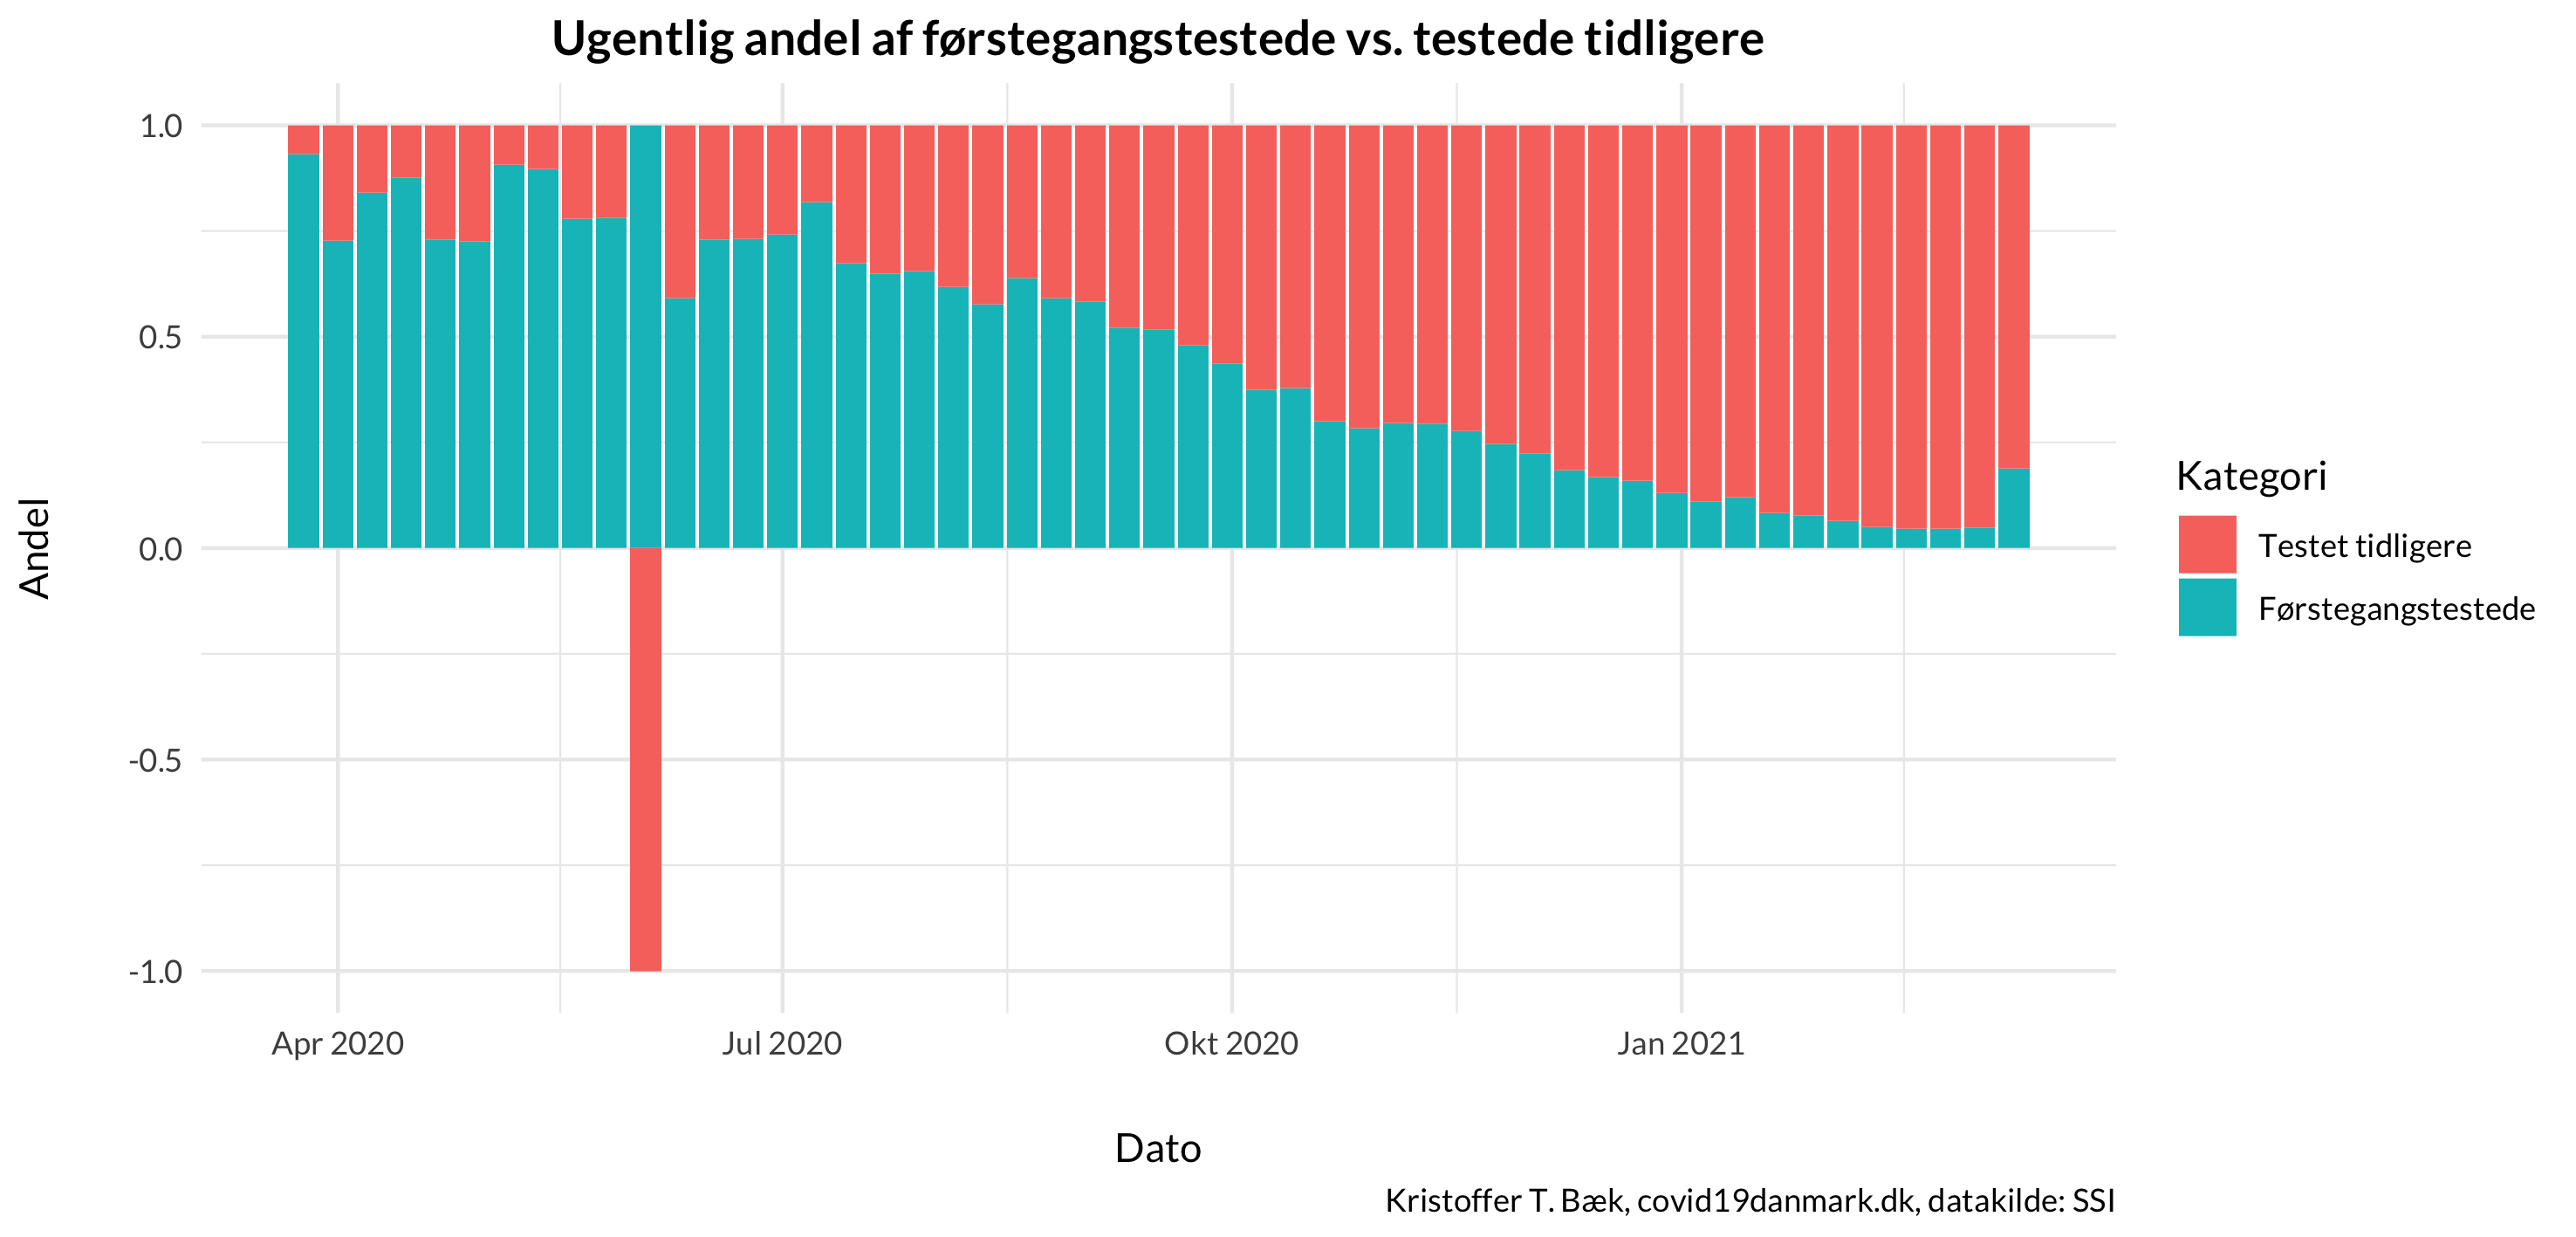 Ugentlig andel af førstegangstestede vs. testede tidligere
Andel
1.0
0.5
0.0
-0.5
-1.0
Apr 2020
Jul 2020
Okt 2020
Jan 2021
Dato
Kategori
Testet tidligere
Førstegangstestede
Kristoffer T. Bæk, covid19danmark.dk, datakilde: SSI